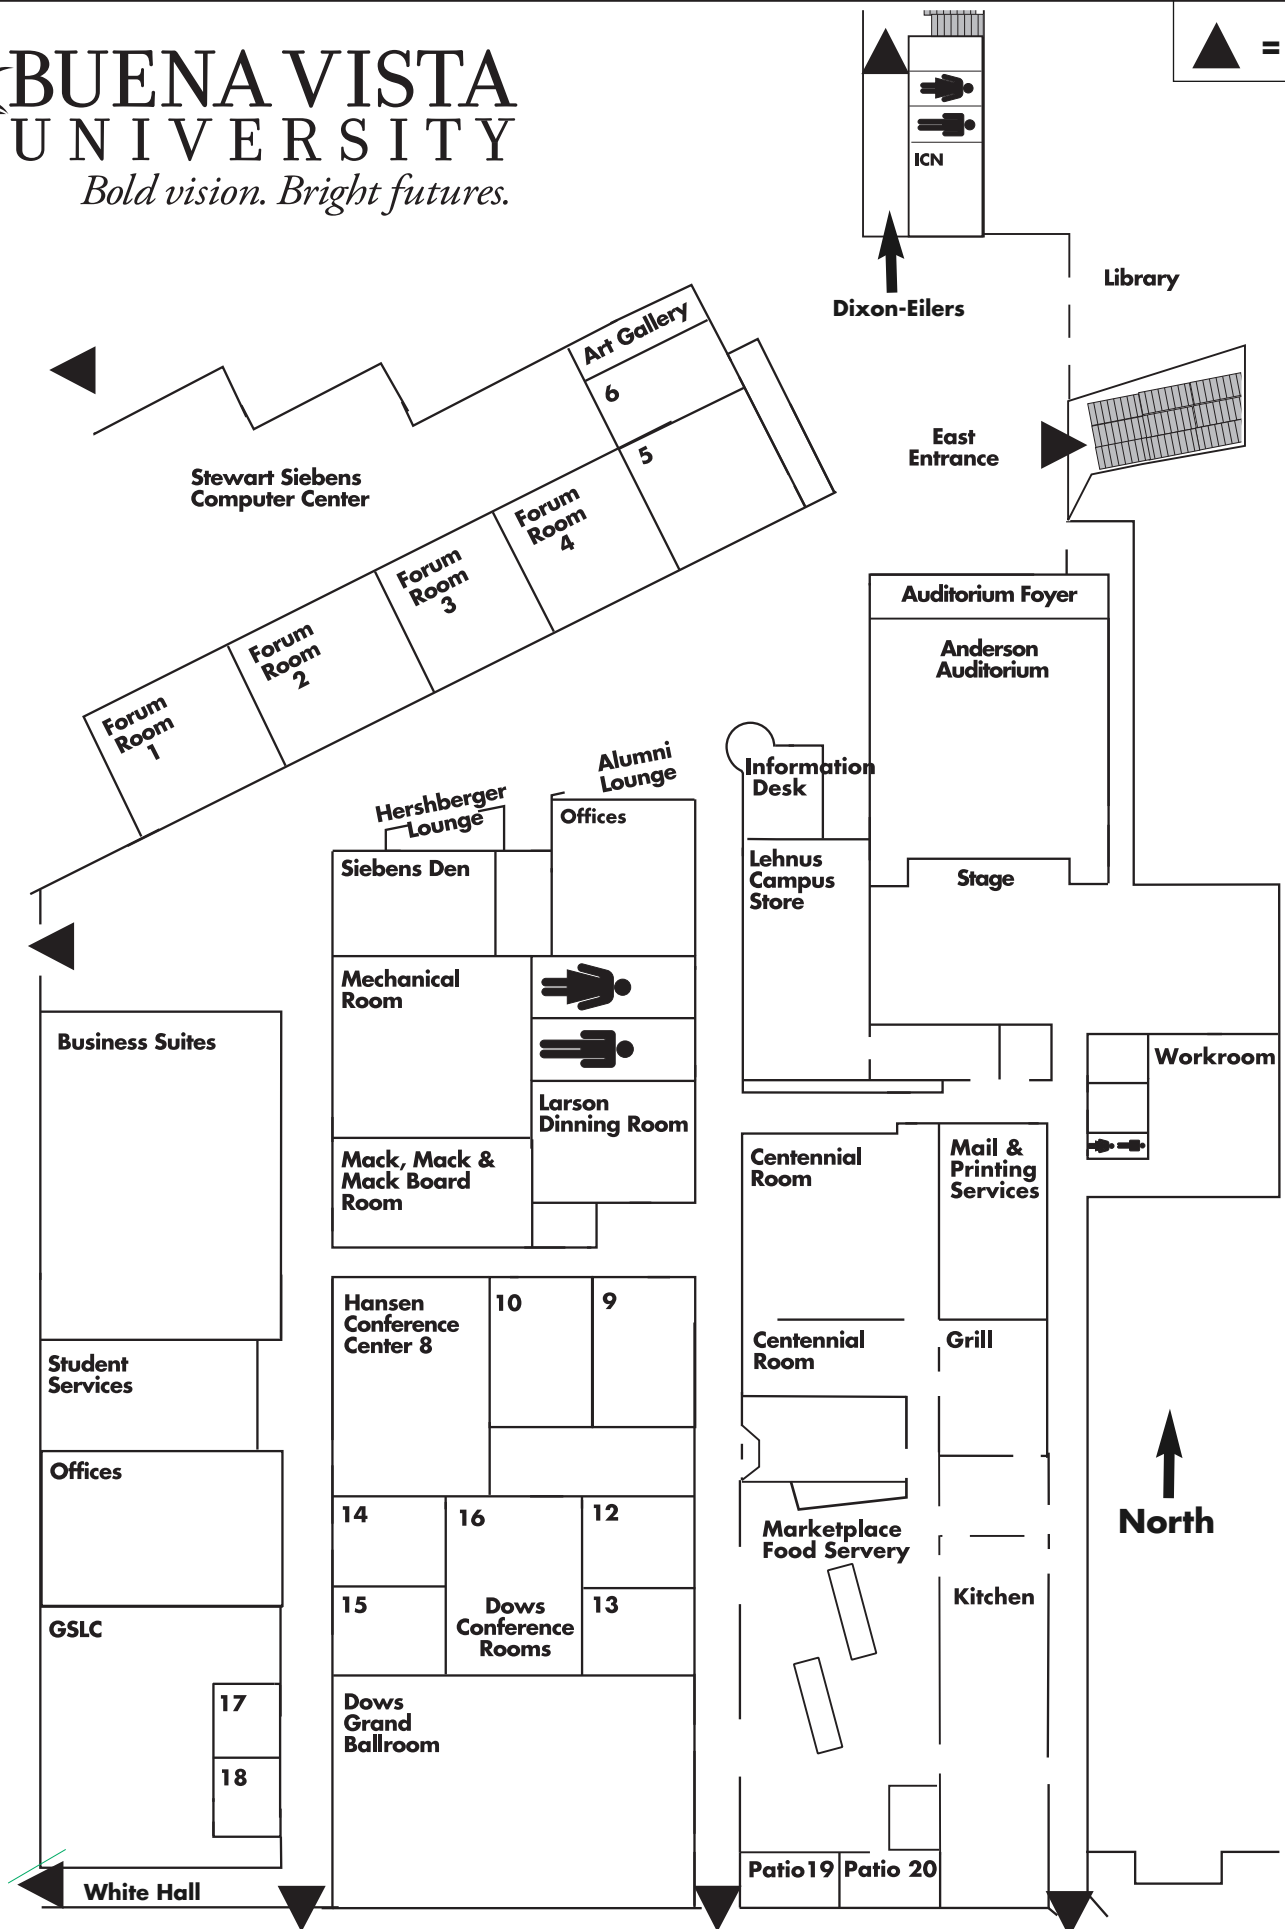 BUENA VISTA
UNIVERSITY
Bold vision. Bright futures.
=
ICN
Dixon-Eilers
Library
Art Gallery
6
5
East
Entrance
Stewart Siebens
Computer Center
Forum
Room
4
Forum
Room
3
Forum
Room
2
Forum
Room
1
Auditorium Foyer
Anderson
Auditorium
Stage
Information
Desk
Alumni
Lounge
Hershberger
Lounge
Offices
Siebens Den
Lehnus
Campus
Store
Mechanical
Room
Business Suites
Workroom
Larson
Dinning Room
Mack, Mack &
Mack Board
Room
Centennial
Room
Mail &
Printing
Services
Hansen
Conference
Center 8
10
9
Centennial
Room
Grill
Student
Services
Offices
14
16
12
15
Dows
Conference
Rooms
13
Marketplace
Food Servery
North
Kitchen
GSLC
17
18
Dows
Grand
Ballroom
Patio19
Patio 20
White Hall